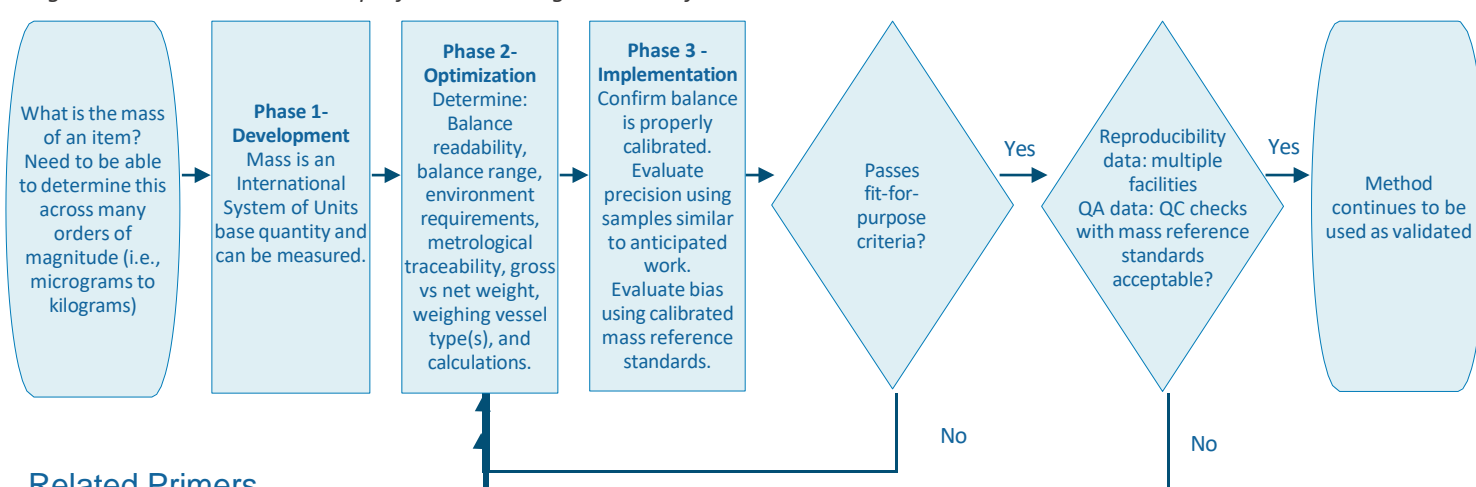 What is the mass
of an item?
Need to be able
to determine this
across many
orders of
magnitude (i.e.,
micrograms to
kilograms)
Phase 1-
Development
Mass is an
International
System of Units
base quantity and
can be measured.
Phase 2-
Optimization
Determine:
Balance
readability,
balance range,
environment
requirements,
metrological
traceability, gross
vs net weight,
weighing vessel
type(s), and
calculations.
Phase 3 -
Implementation
Confirm balance
is properly
calibrated.
Evaluate
precision using
samples similar
to anticipated
work.
Evaluate bias
using calibrated
mass reference
standards.
Passes
fit-for-
purpose
criteria?
Yes
Reproducibility
data: multiple
facilities
QA data: QC checks
with mass reference
standards
acceptable?
Yes
Method
continues to be
used as validated
No
No
Related Primers